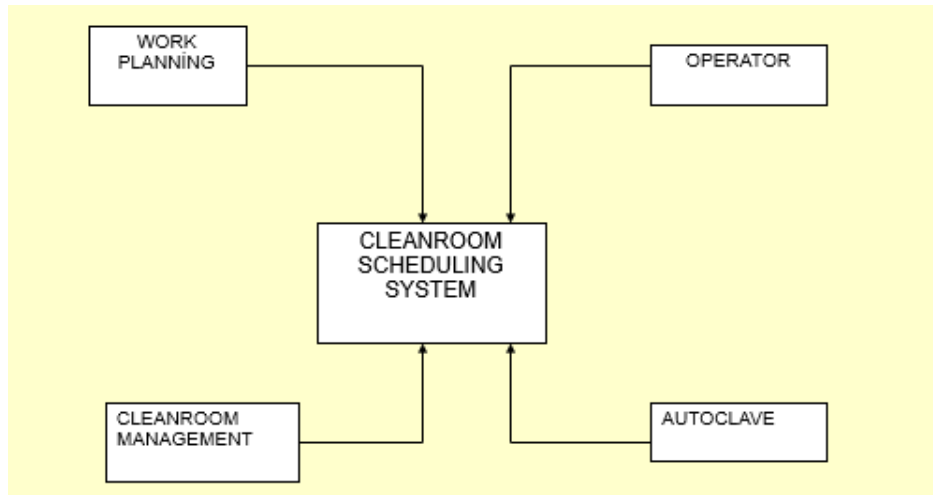 WORK
PLANNİNG
OPERATOR
CLEANROOM
SCHEDULING
SYSTEM
CLEANROOM
MANAGEMENT
AUTOCLAVE